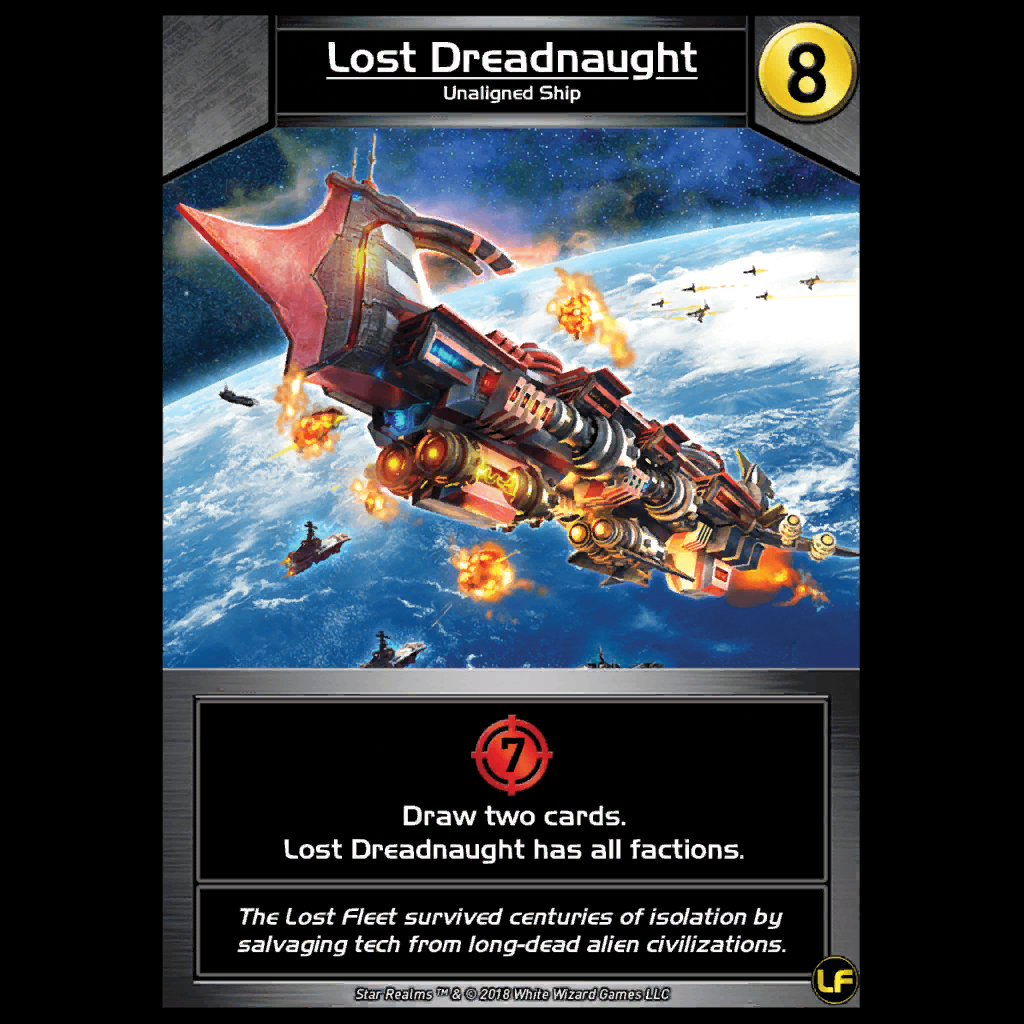 Lost Dreadnaught
8
Unaligned Ship
7
Draw two cards.
Lost Dreadnaught has all factions.
The Lost Fleet survived centuries of isolation by
salvaging tech from long-dead alien civilizations.
LF
Star Realms ™ & © 2018 White Wizard Games LLC